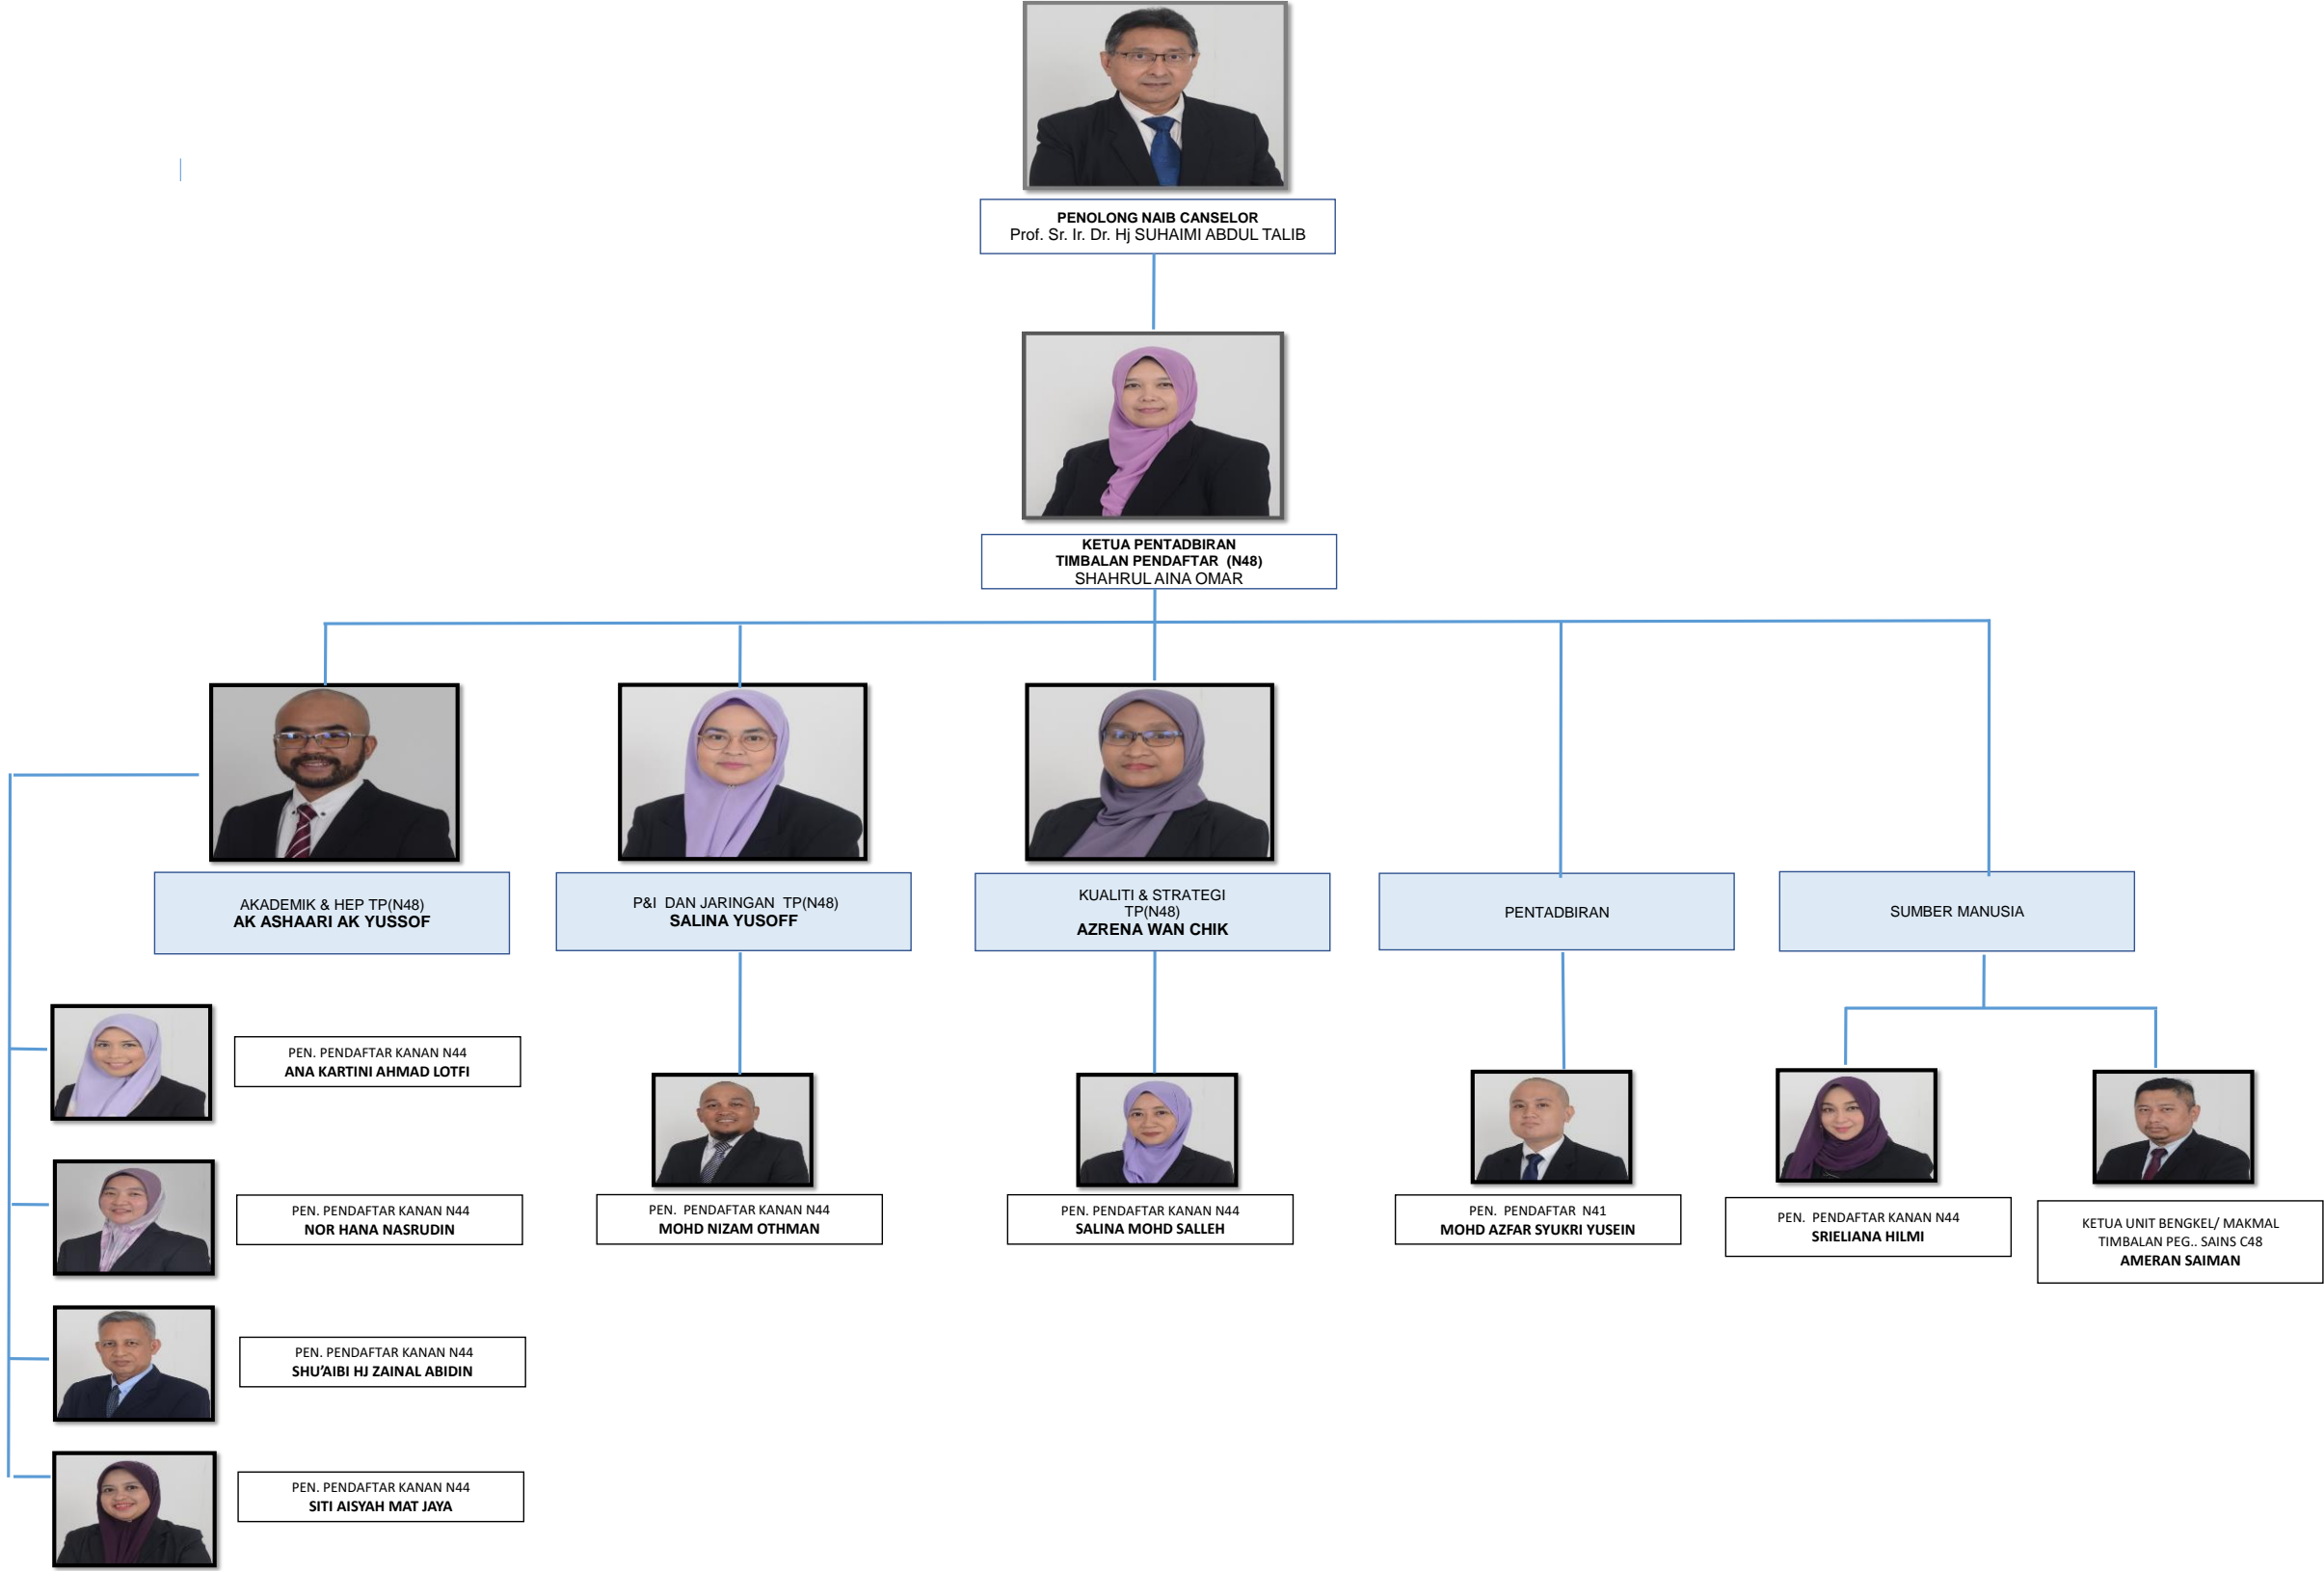 PENOLONG NAIB CANSELOR
Prof. Sr. Ir. Dr. Hj SUHAIMI ABDUL TALIB
KETUA PENTADBIRAN
TIMBALAN PENDAFTAR (N48)
SHAHRUL AINA OMAR
AKADEMIK & HEP TP(N48)
AK ASHAARI AK YUSSOF
P&I DAN JARINGAN TP(N48)
SALINA YUSOFF
KUALITI & STRATEGI
TP(N48)
AZRENA WAN CHIK
PENTADBIRAN
SUMBER MANUSIA
PEN. PENDAFTAR KANAN N44
ANA KARTINI AHMAD LOTFI
PEN. PENDAFTAR KANAN N44
NOR HANA NASRUDIN
PEN. PENDAFTAR KANAN N44
SHU'AIBI HJ ZAINAL ABIDIN
PEN. PENDAFTAR KANAN N44
SITI AISYAH MAT JAYA
PEN. PENDAFTAR KANAN N44
MOHD NIZAM OTHMAN
PEN. PENDAFTAR KANAN N44
SALINA MOHD SALLEH
PEN. PENDAFTAR N41
MOHD AZFAR SYUKRI YUSEIN
PEN. PENDAFTAR KANAN N44
SRIELIANA HILMI
KETUA UNIT BENGKEL/ MAKMAL
TIMBALAN PEG.. SAINS C48
AMERAN SAIMAN